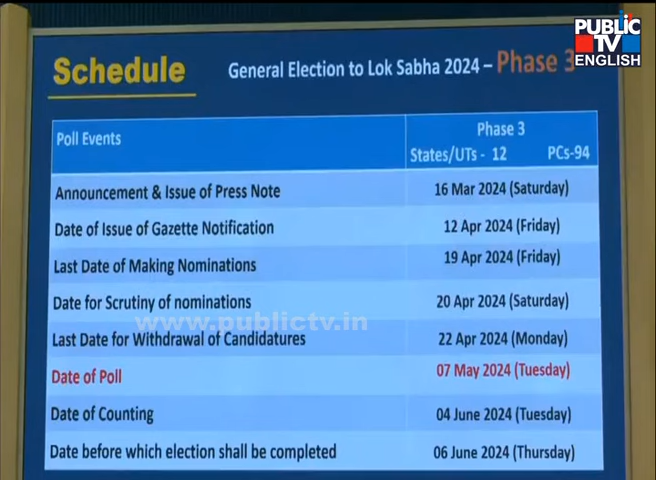 PUBLiC
TV
ENGLISH
Schedule
General Election to Lok Sabha 2024 – Phase 3
Poll Events
Phase 3
States/UTs - 12 PCs-94
Announcement & Issue of Press Note 16 Mar 2024 (Saturday)
Date of Issue of Gazette Notification 12 Apr 2024 (Friday)
Last Date of Making Nominations 19 Apr 2024 (Friday)
Date for Scrutiny of nominations 20 Apr 2024 (Saturday)
www.publictv.in
Last Date for Withdrawal of Candidatures 22 Apr 2024 (Monday)
Date of Poll 07 May 2024 (Tuesday)
Date of Counting 04 June 2024 (Tuesday)
Date before which election shall be completed 06 June 2024 (Thursday)